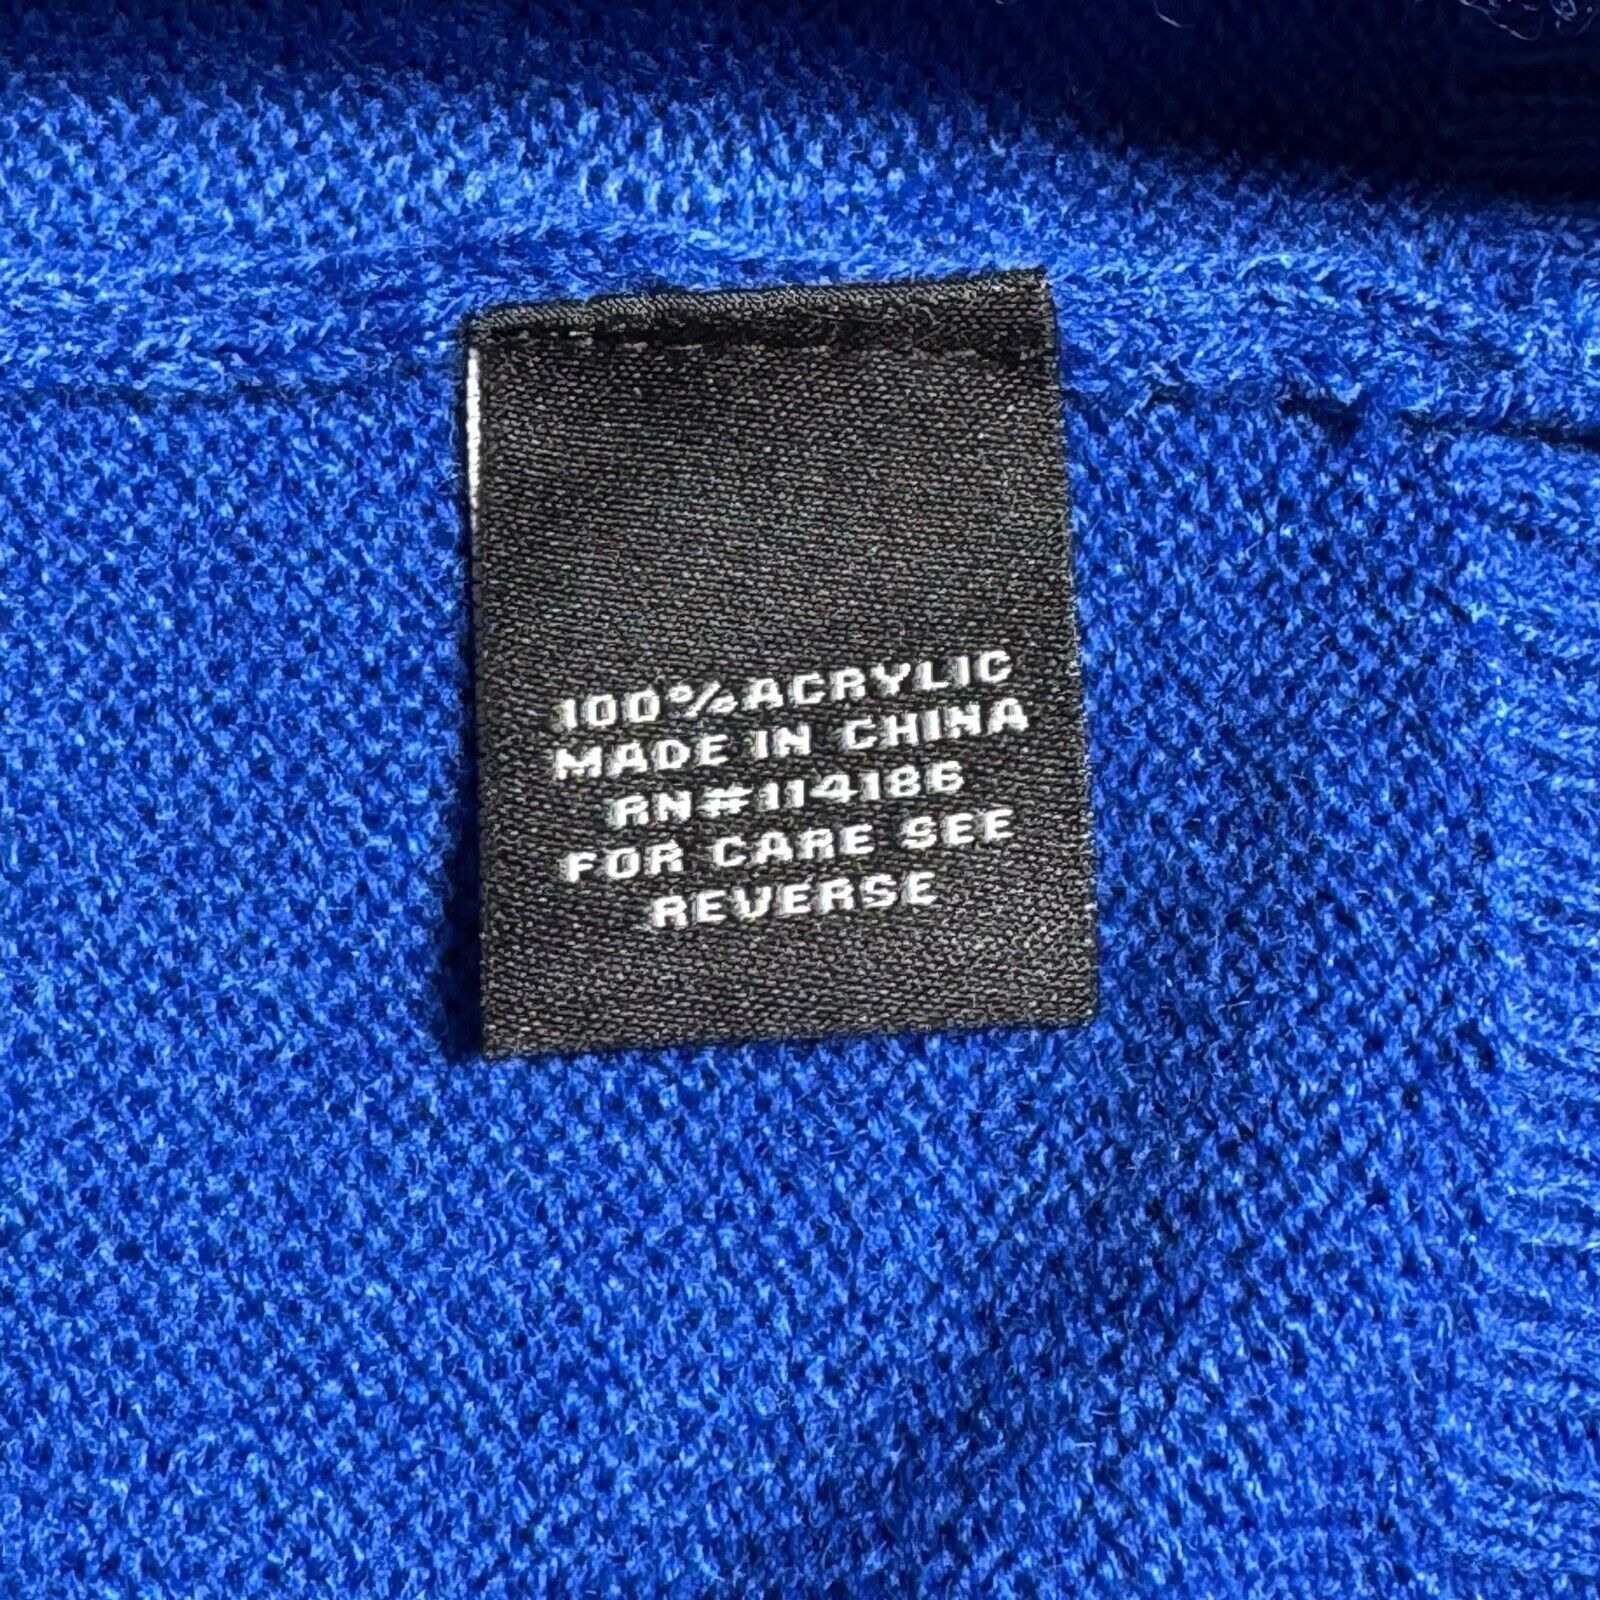 100%ACRYLIC
MADE IN CHINA
RN#114186
FOR CARE SEE
REVERSE